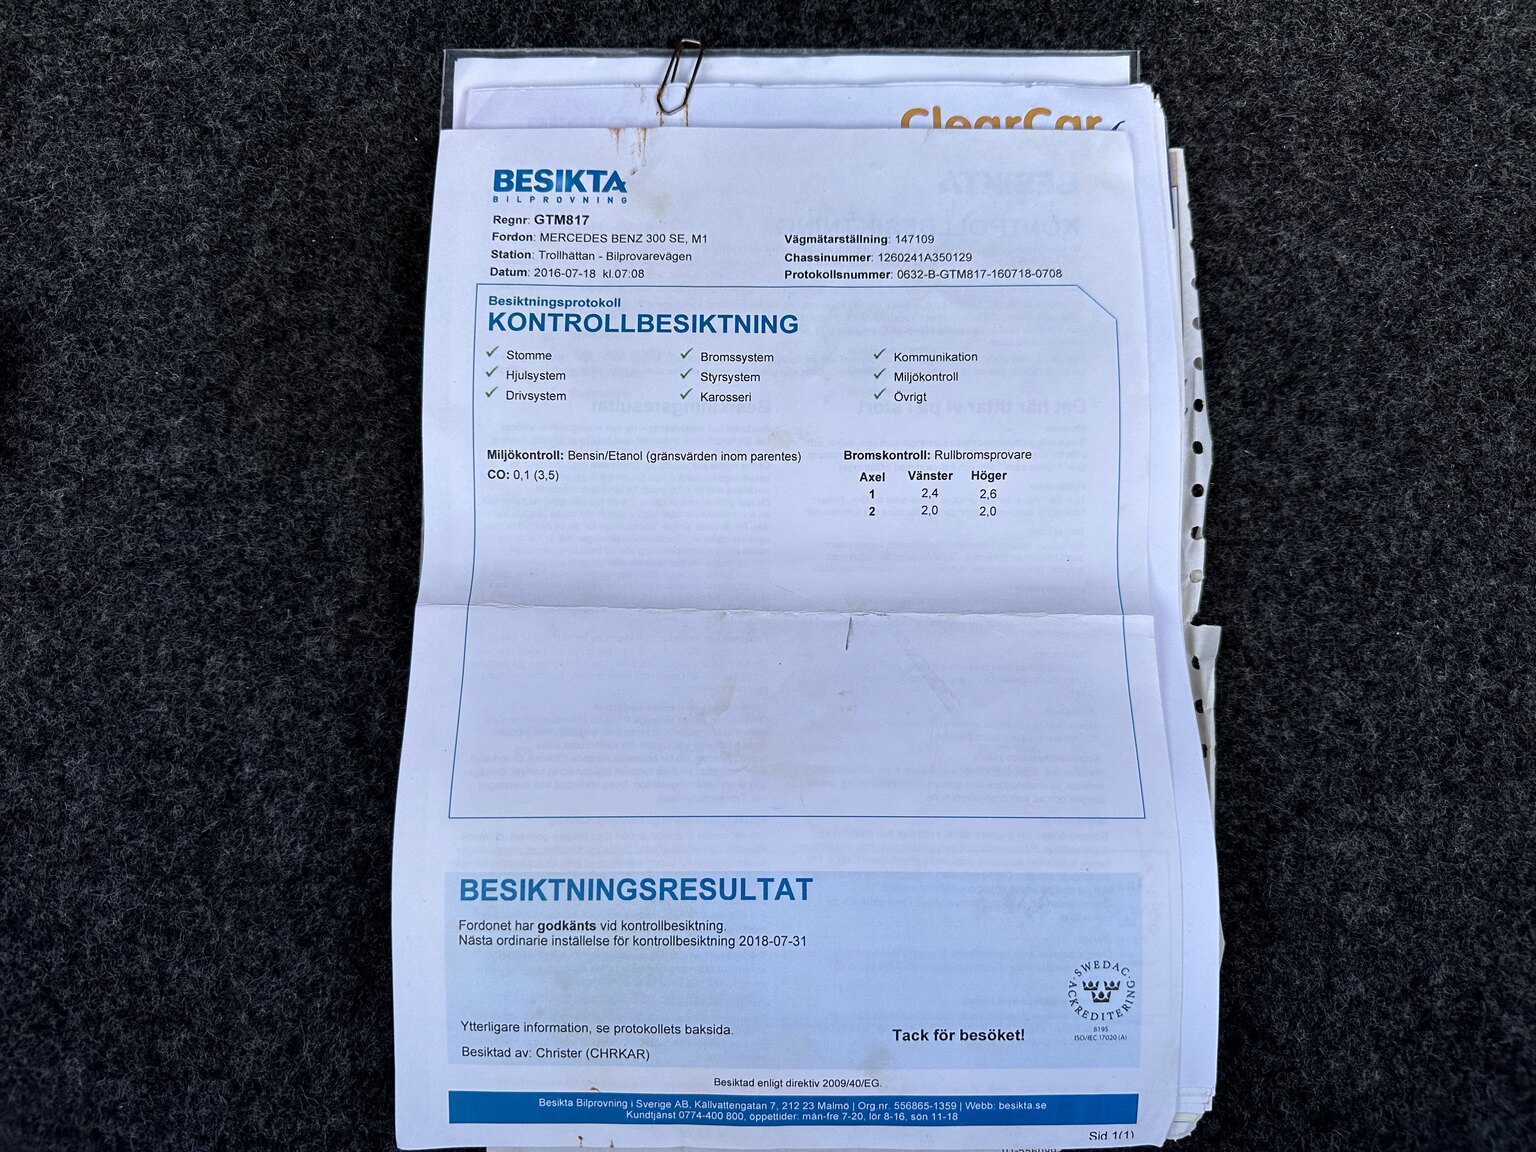 ClearCar
BESIKTA
BILPROVNING
Regnr: GTM817
Fordon: MERCEDES BENZ 300 SE, M1
Vägmätarställning: 147109
Station: Trollhättan - Bilprovarevägen
Chassinummer: 1260241A350129
Datum: 2016-07-18 kl.07:08
Protokollsnummer: 0632-B-GTM817-160718-0708
Besiktningsprotokoll
KONTROLLBESIKTNING
Stomme Bromssystem Kommunikation
Hjulsystem Styrsystem Miljökontroll
Drivsystem Karosseri Övrigt
Miljökontroll: Bensin/Etanol (gränsvärden inom parentes)
CO: 0,1 (3,5)
Bromskontroll: Rullbromsprovare
Axel Vänster Höger
1 2,4 2,6
2 2,0 2,0
BESIKTNINGSRESULTAT
Fordonet har godkänts vid kontrollbesiktning.
Nästa ordinarie inställelse för kontrollbesiktning 2018-07-31
SWEDAC
ACKREDITERING
8195
ISO/IEC 17020 (A)
Ytterligare information, se protokollets baksida.
Tack för besöket!
Besiktad av: Christer (CHRKAR)
Besiktad enligt direktiv 2009/40/EG.
Besikta Bilprovning i Sverige AB, Källvattengatan 7, 212 23 Malmö | Org.nr. 556865-1359 | Webb: besikta.se
Kundtjänst 0774-400 800, öppettider: mån-fre 7-20, lör 8-16, sön 11-18
Sid 1(1)